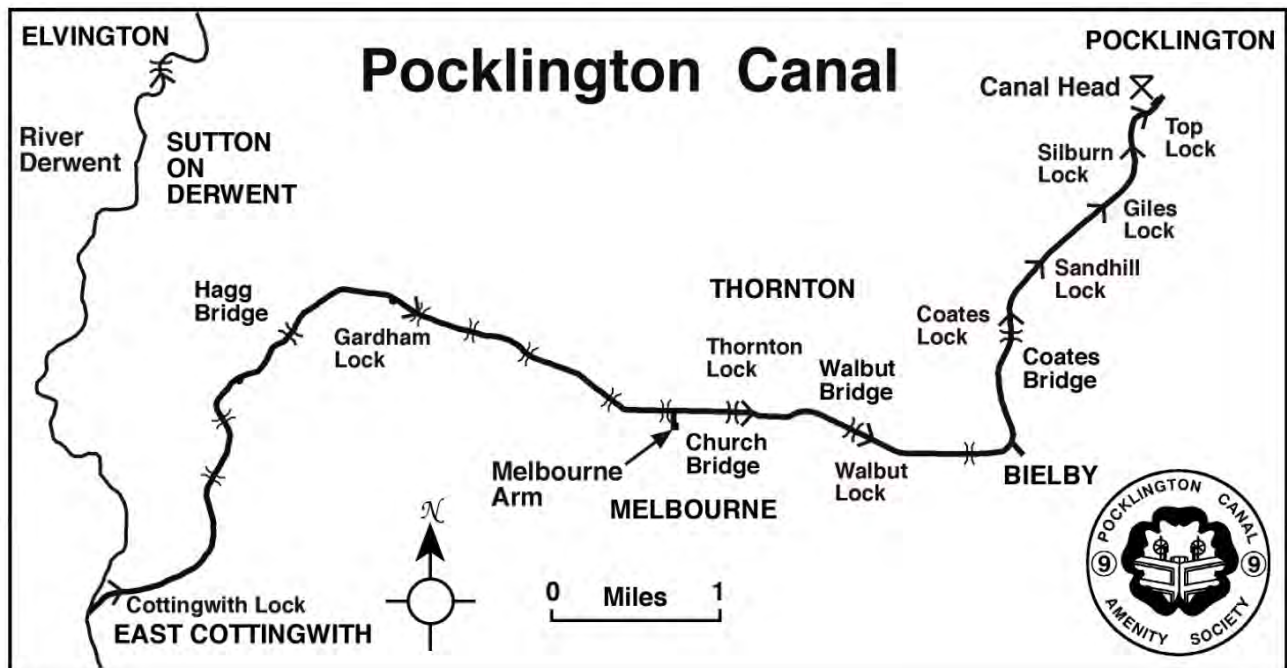 Pocklington Canal
ELVINGTON
River
Derwent
SUTTON
ON
DERWENT
Hagg
Bridge
Gardham
Lock
Cottingwith Lock
EAST COTTINGWITH
Melbourne
Arm
MELBOURNE
Church
Bridge
THORNTON
Thornton
Lock
Walbut
Bridge
Walbut
Lock
BIELBY
Coates
Lock
Coates
Bridge
Sandhill
Lock
Giles
Lock
Silburn
Lock
Top
Lock
Canal Head
POCKLINGTON
N
0 Miles 1
POCKLINGTON CANAL
9 9
AMENITY SOCIETY